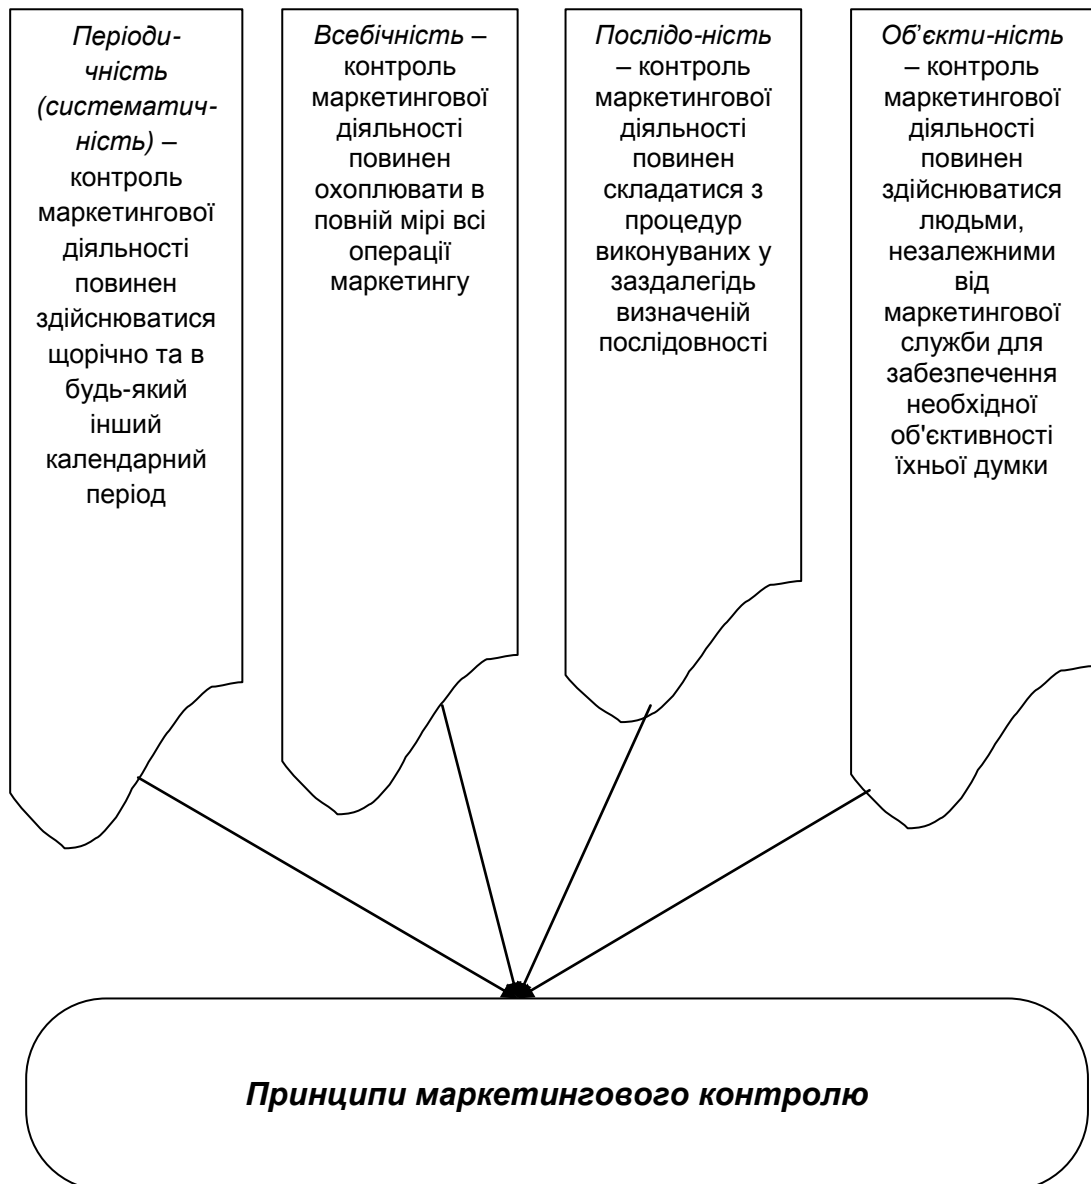 Періоди-
чність
(систематич-
ність) –
контроль
маркетингової
діяльності
повинен
здійснюватися
щорічно та в
будь-який
інший
календарний
період
Всебічність –
контроль
маркетингової
діяльності
повинен
охоплювати в
повній мірі всі
операції
маркетингу
Послідо-ність
– контроль
маркетингової
діяльності
повинен
складатися з
процедур
виконуваних у
заздалегідь
визначеній
послідовності
Об’єкти-ність
– контроль
маркетингової
діяльності
повинен
здійснюватися
людьми,
незалежними
від
маркетингової
служби для
забезпечення
необхідної
об'єктивності
їхньої думки
Принципи маркетингового контролю